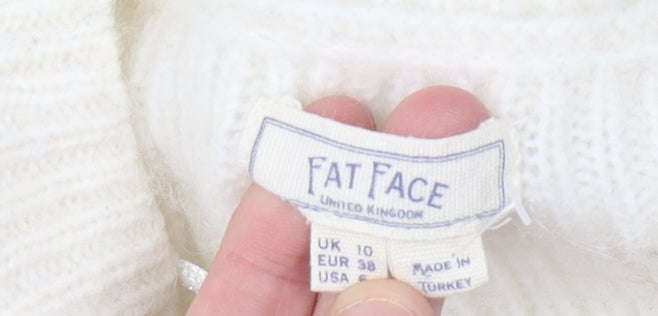 FAT FACE
UNITED KINGDOM
UK 10
EUR 38
USA
MADE IN
TURKEY